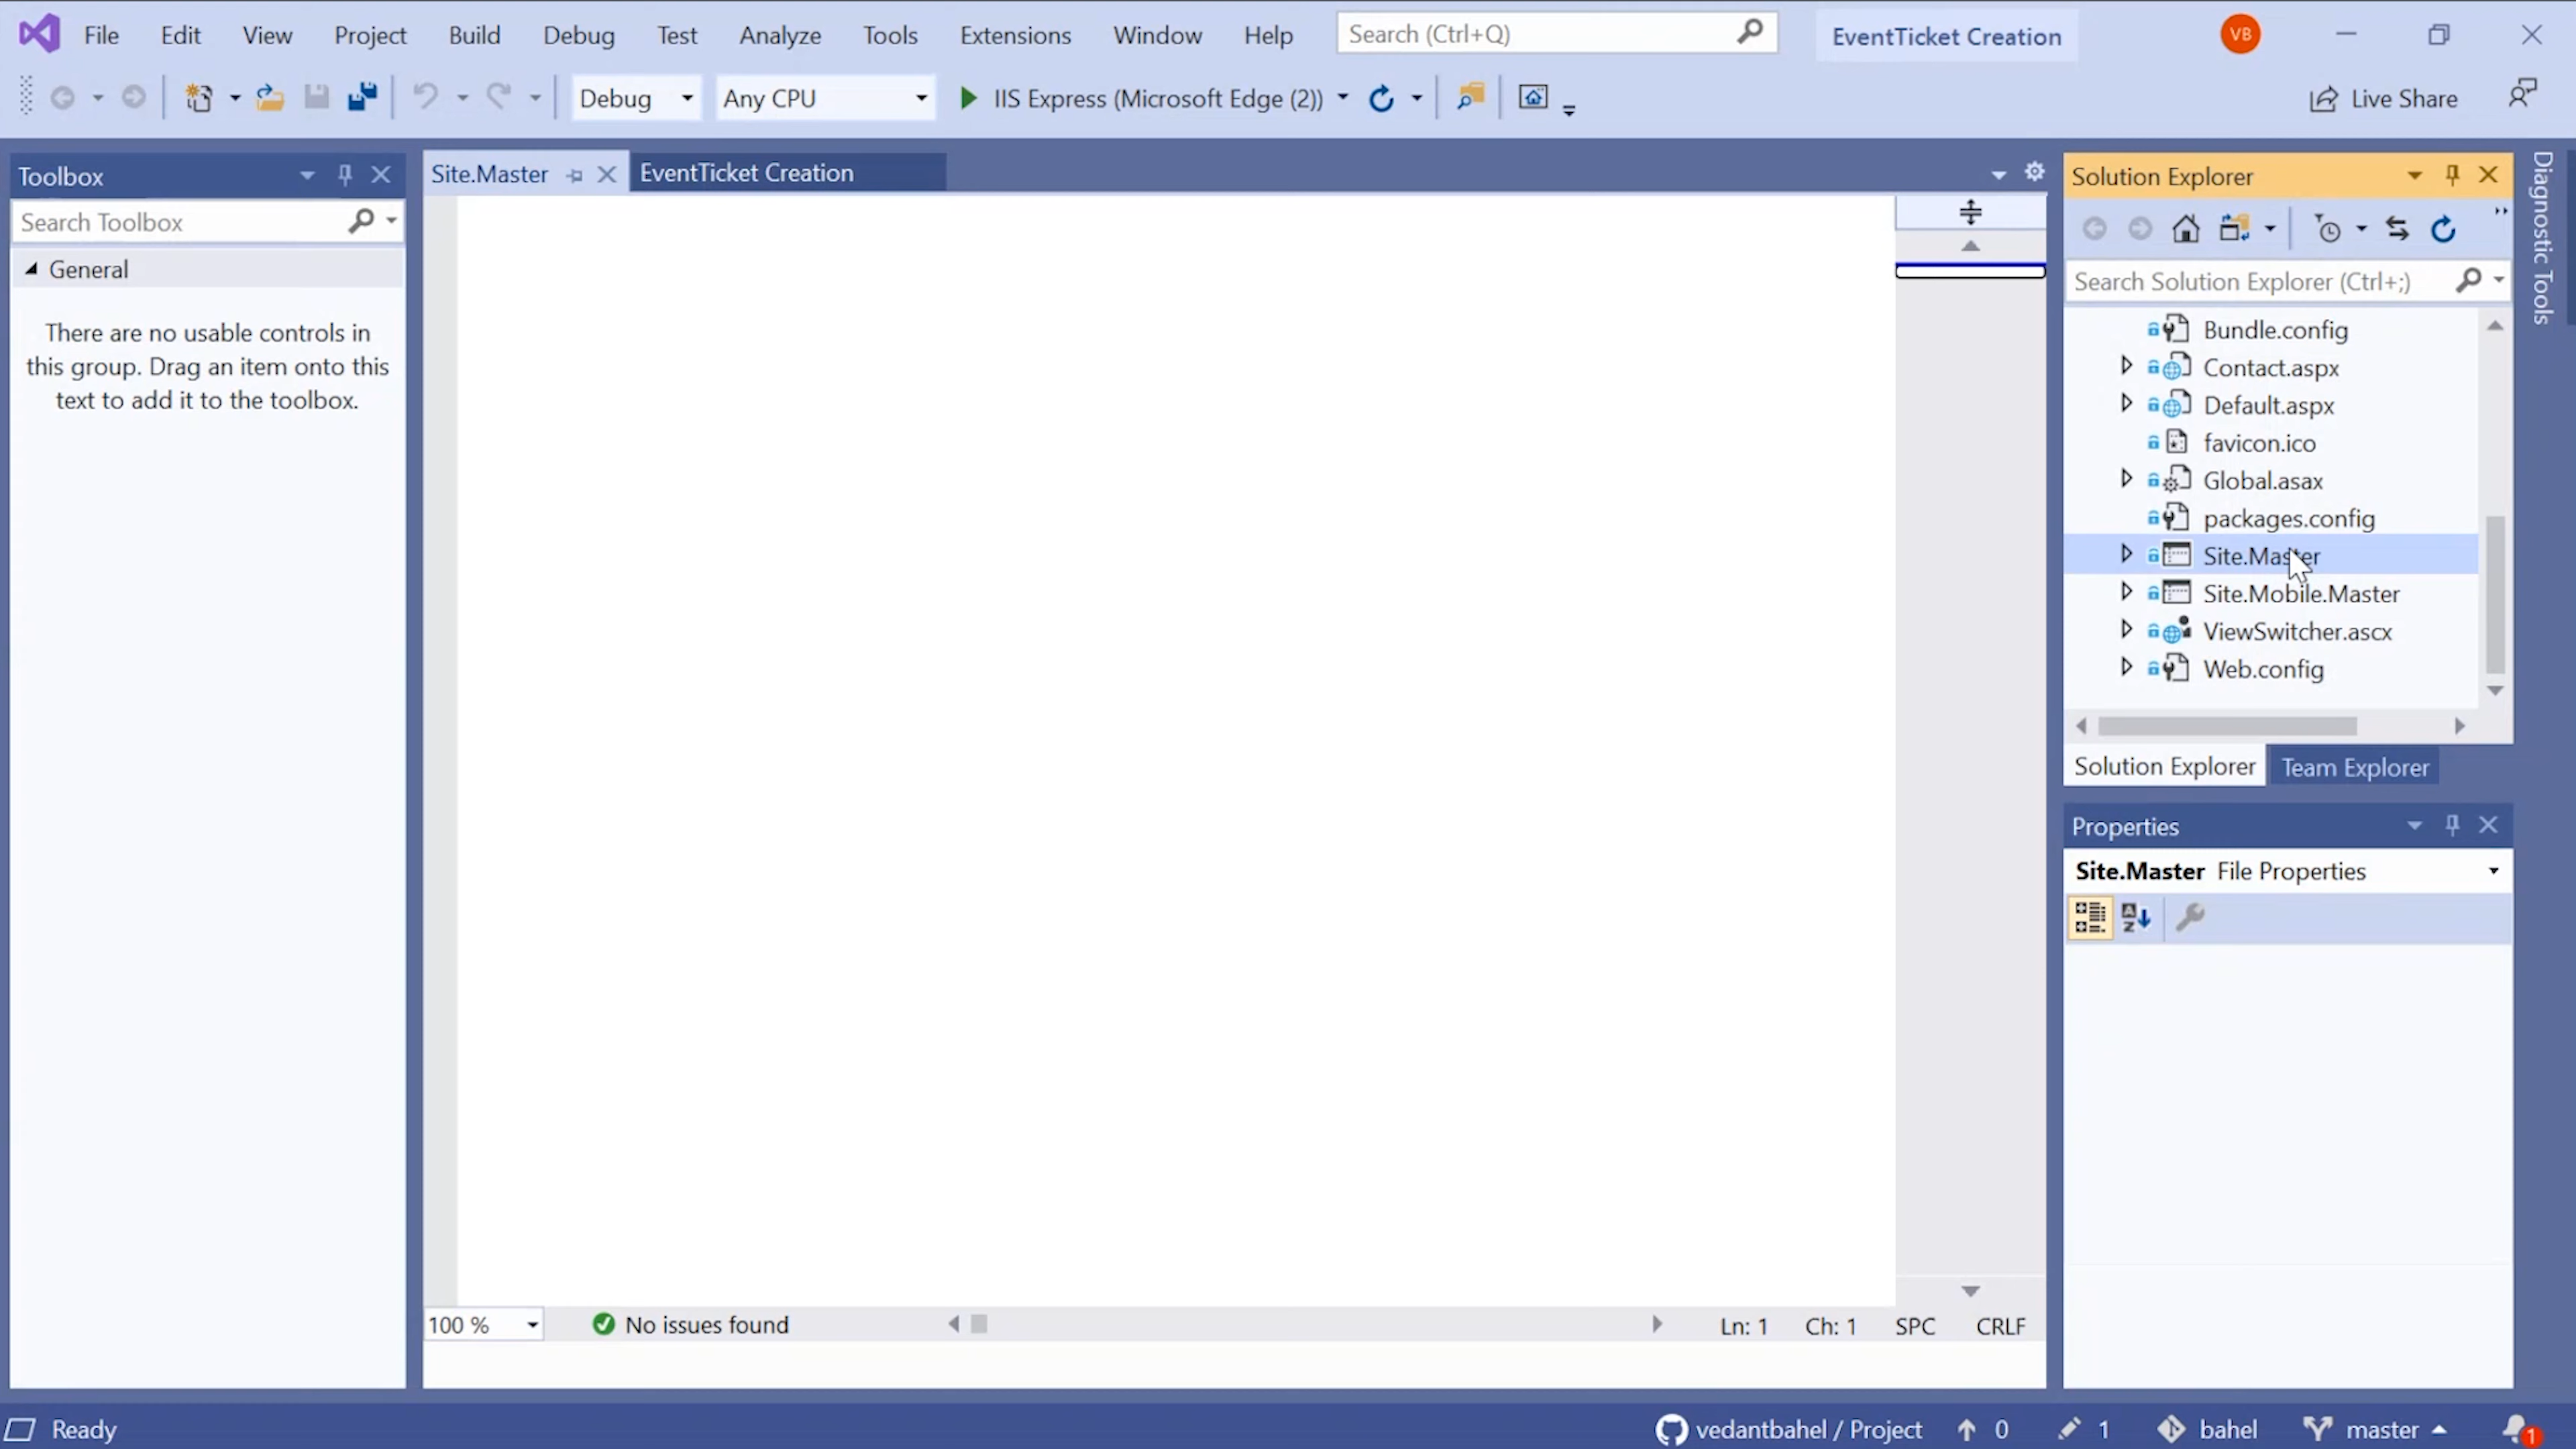 File Edit View Project Build Debug Test Analyze Tools Extensions Window Help Search (Ctrl+Q) EventTicket Creation VB
Debug Any CPU IIS Express (Microsoft Edge (2)) Live Share
Toolbox
Search Toolbox
General
There are no usable controls in
this group. Drag an item onto this
text to add it to the toolbox.
Site.Master EventTicket Creation
100 % No issues found Ln: 1 Ch: 1 SPC CRLF
Solution Explorer
Search Solution Explorer (Ctrl+;)
Bundle.config
Contact.aspx
Default.aspx
favicon.ico
Global.asax
packages.config
Site.Master
Site.Mobile.Master
ViewSwitcher.ascx
Web.config
Solution Explorer Team Explorer
Properties
Site.Master File Properties
Diagnostic Tools
Ready vedantbahel / Project 0 1 bahel master 1